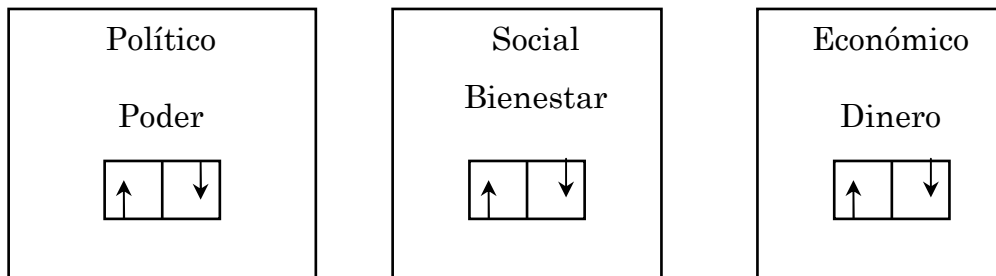 Político
Poder
Social
Bienestar
Económico
Dinero